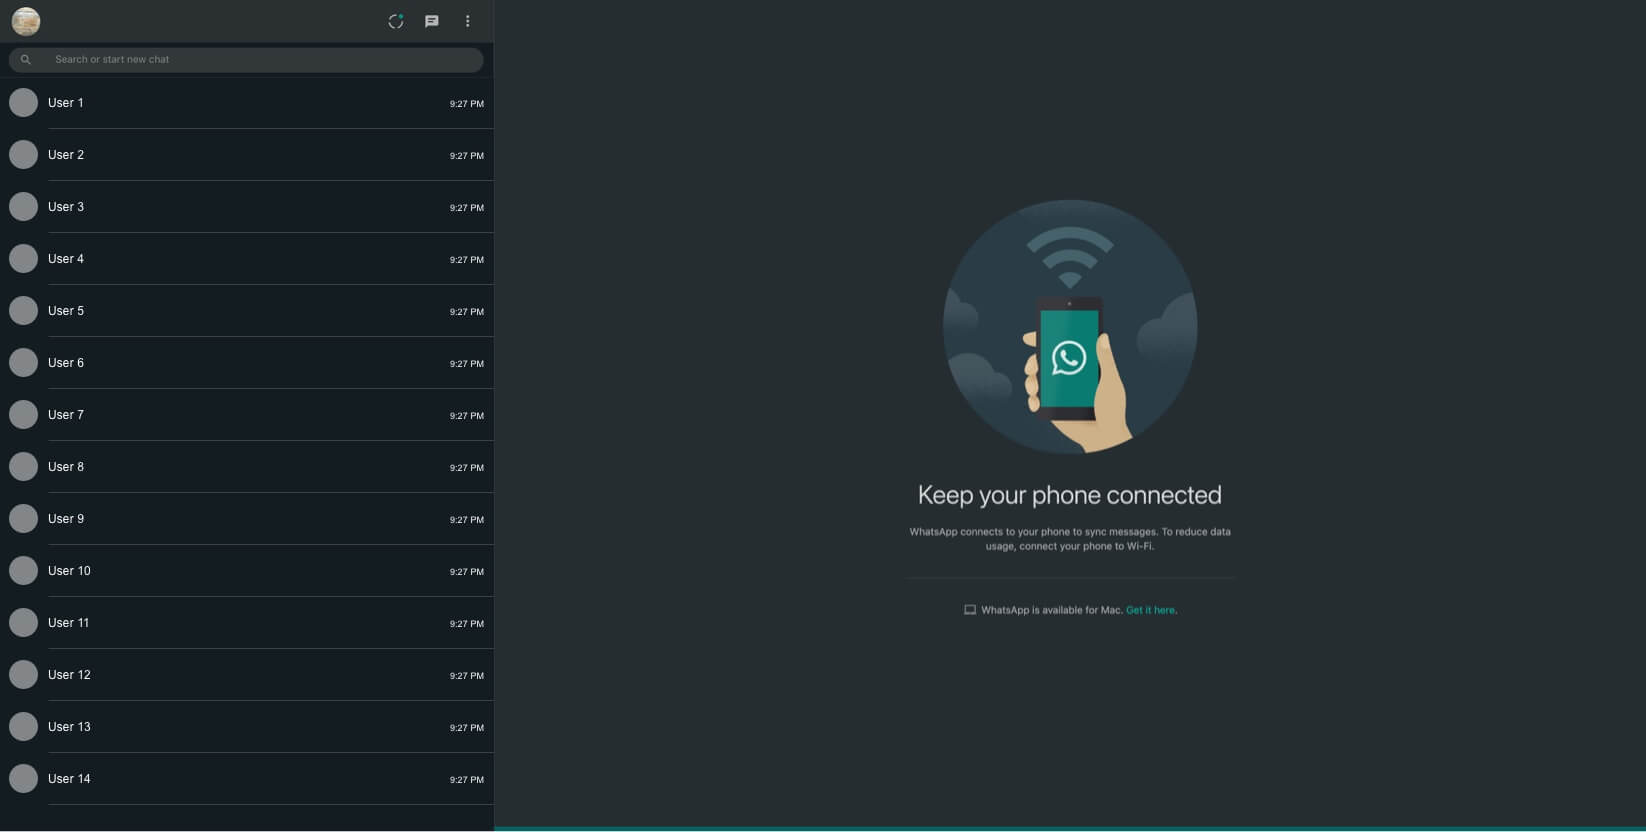 Search or start new chat
User 1
9:27 PM
User 2
9:27 PM
User 3
9:27 PM
User 4
9:27 PM
User 5
9:27 PM
User 6
9:27 PM
User 7
9:27 PM
User 8
9:27 PM
User 9
9:27 PM
User 10
9:27 PM
User 11
9:27 PM
User 12
9:27 PM
User 13
9:27 PM
User 14
9:27 PM
Keep your phone connected
WhatsApp connects to your phone to sync messages. To reduce data
usage, connect your phone to Wi-Fi.
WhatsApp is available for Mac. Get it here.